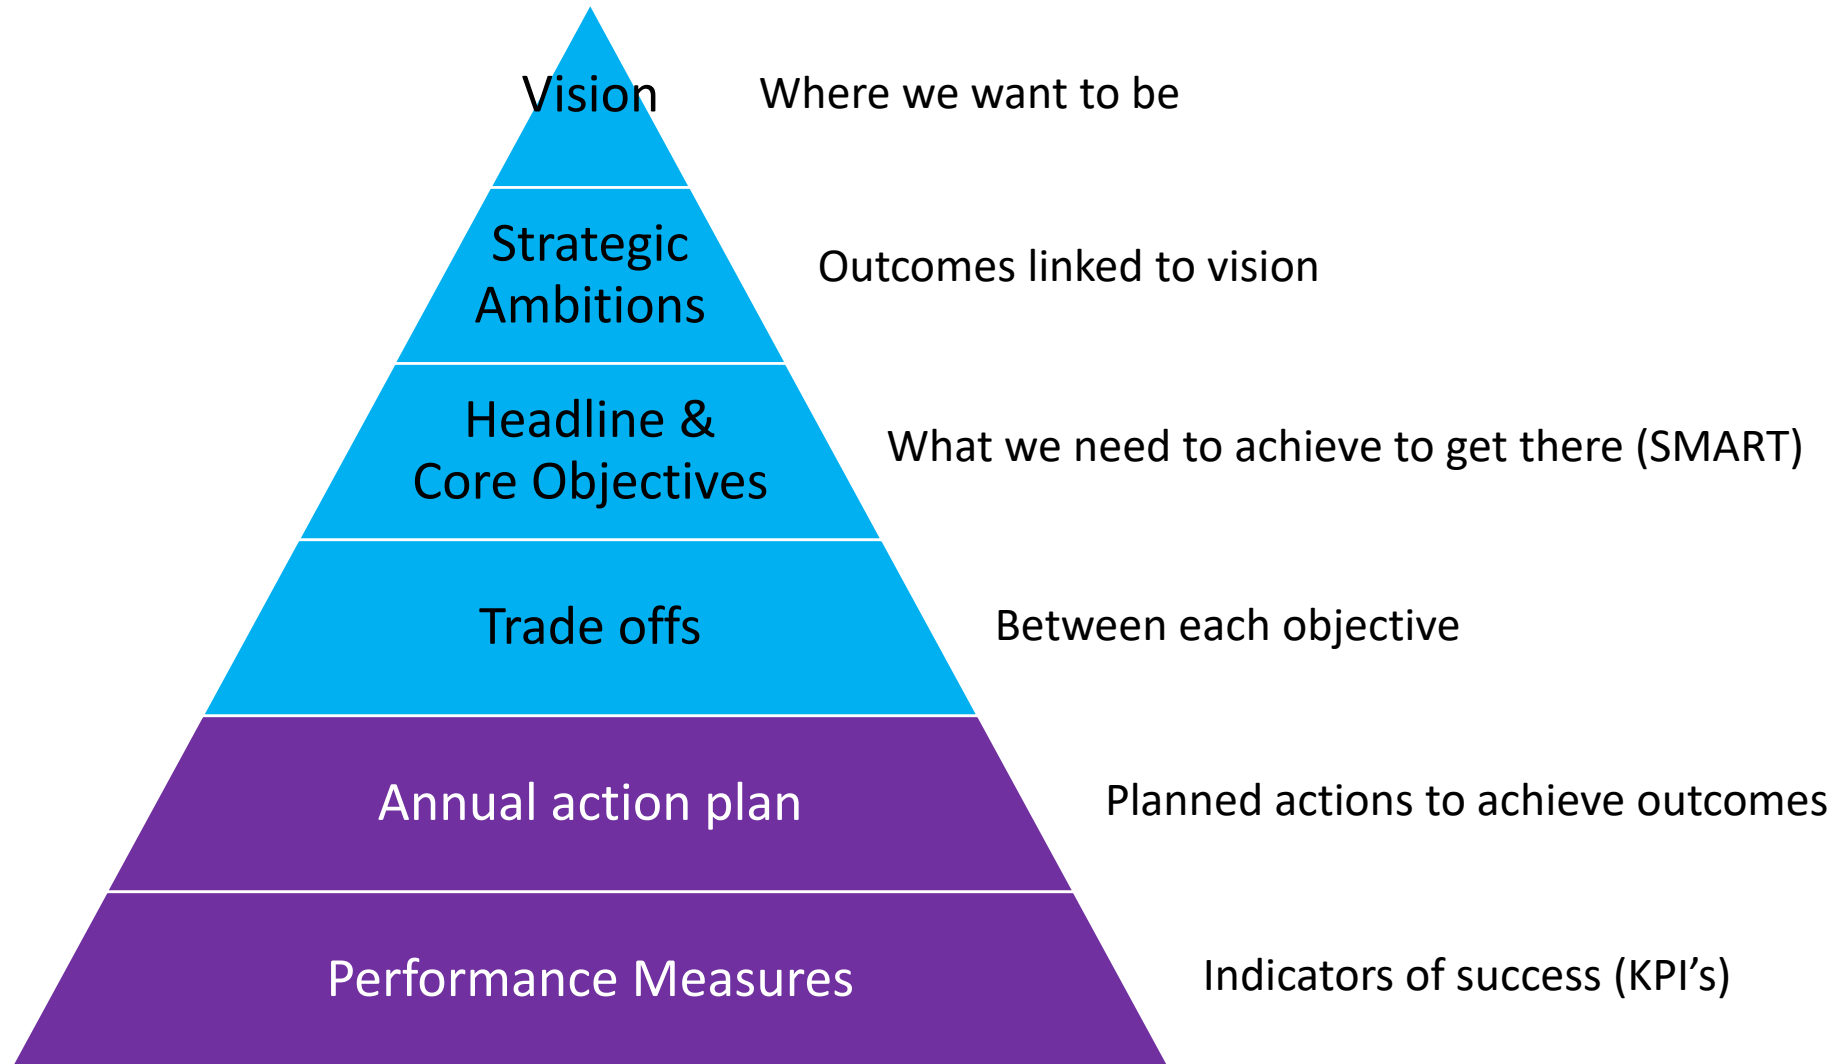 Vision
Where we want to be
Strategic
Ambitions
Outcomes linked to vision
Headline &
Core Objectives
What we need to achieve to get there (SMART)
Trade offs
Between each objective
Annual action plan
Planned actions to achieve outcomes
Performance Measures
Indicators of success (KPI’s)